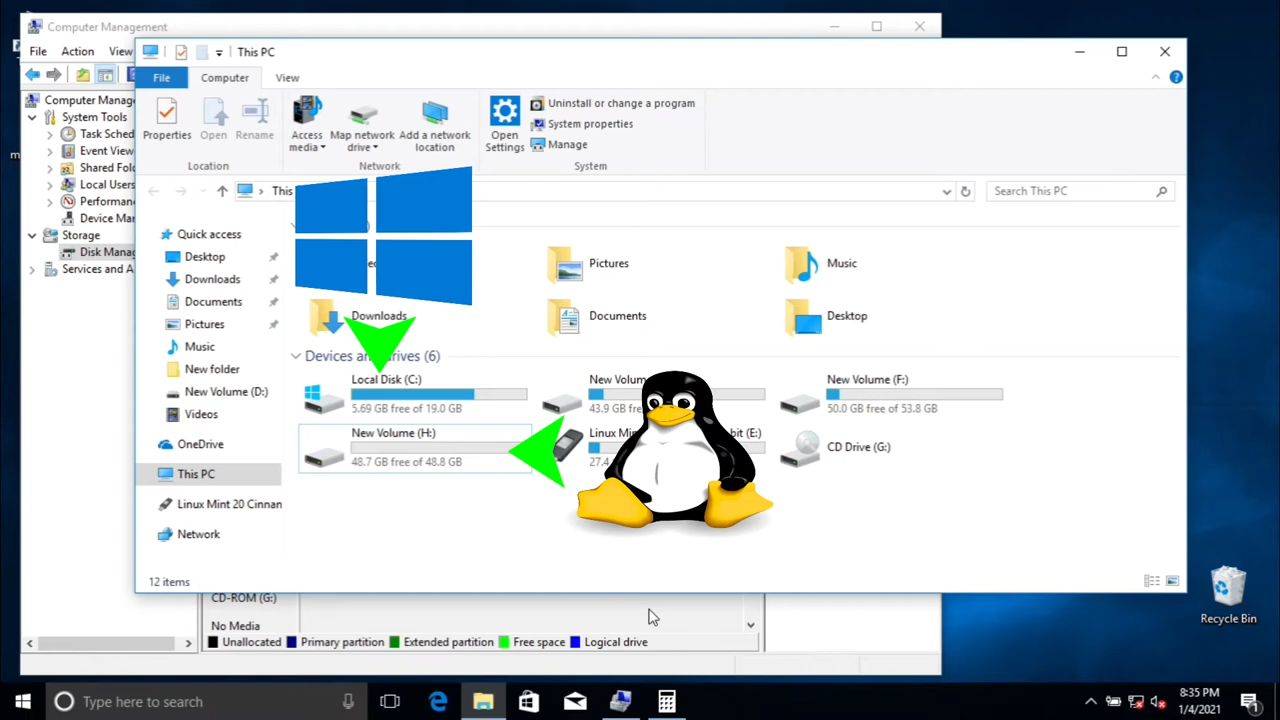 Computer Management
File Action View
This PC
File Computer View
Properties Open Rename Access media Map network drive Add a network location Open Settings
Uninstall or change a program
System properties
Manage
Location Network System
This
Search This PC
Computer Manag
System Tools
Task Sched
Event View
Shared Fol
Local Users
Performan
Device Ma
Storage
Disk Mana
Services and A
Quick access
Desktop
Downloads
Documents
Pictures
Music
New folder
New Volume (D:)
Videos
OneDrive
This PC
Linux Mint 20 Cinnan
Network
Pictures
Music
Downloads
Documents
Desktop
Devices and drives (6)
Local Disk (C:)
5.69 GB free of 19.0 GB
New Volum
43.9 GB fre
New Volume (F:)
50.0 GB free of 53.8 GB
New Volume (H:)
48.7 GB free of 48.8 GB
Linux Min bit (E:)
27.4
CD Drive (G:)
12 items
CD-ROM (G:)
No Media
Unallocated Primary partition Extended partition Free space Logical drive
Recycle Bin
Type here to search
8:35 PM
1/4/2021
1